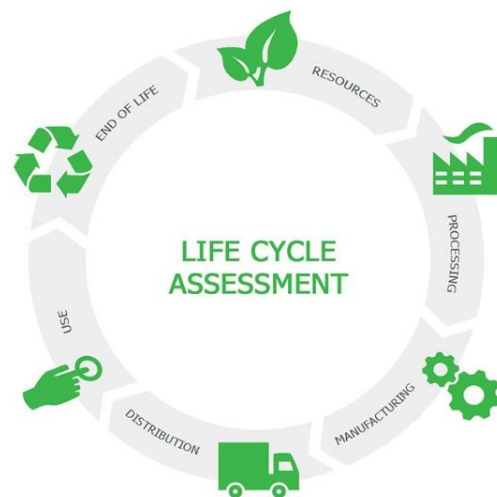 LIFE CYCLE
ASSESSMENT
RESOURCES
PROCESSING
MANUFACTURING
DISTRIBUTION
USE
END OF LIFE